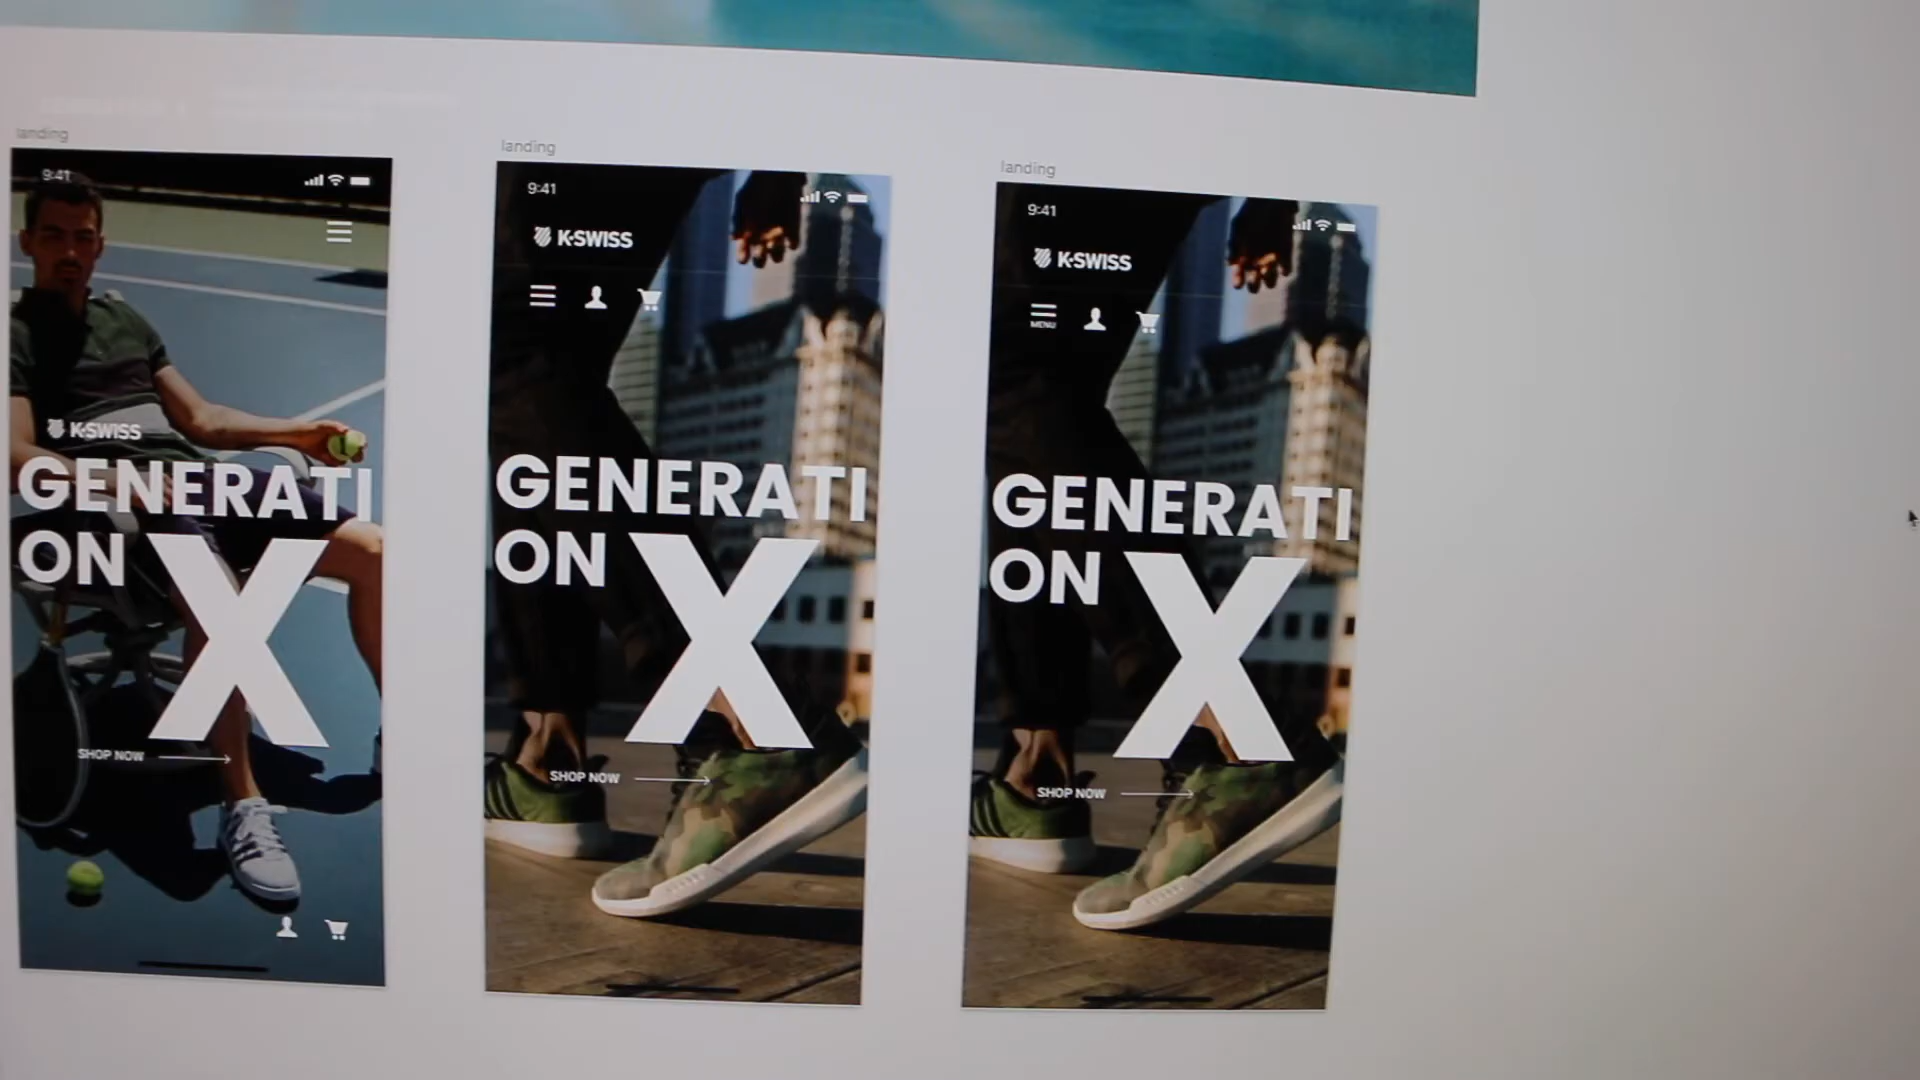 landing
9:41
K•SWISS
GENERATI
ON X
SHOP NOW
landing
9:41
K•SWISS
GENERATI
ON X
SHOP NOW
landing
9:41
K•SWISS
MENU
GENERATI
ON X
SHOP NOW